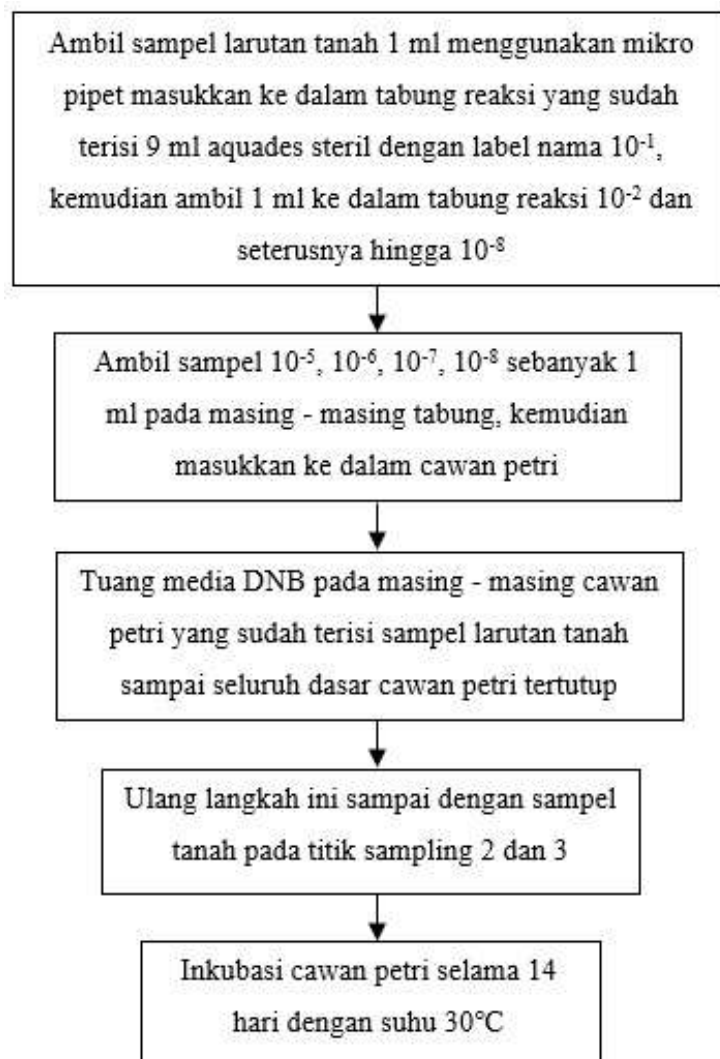 Ambil sampel larutan tanah 1 ml menggunakan mikro
pipet masukkan ke dalam tabung reaksi yang sudah
terisi 9 ml aquades steril dengan label nama 10⁻¹,
kemudian ambil 1 ml ke dalam tabung reaksi 10⁻² dan
seterusnya hingga 10⁻⁸
Ambil sampel 10⁻⁵, 10⁻⁶, 10⁻⁷, 10⁻⁸ sebanyak 1
ml pada masing - masing tabung, kemudian
masukkan ke dalam cawan petri
Tuang media DNB pada masing - masing cawan
petri yang sudah terisi sampel larutan tanah
sampai seluruh dasar cawan petri tertutup
Ulang langkah ini sampai dengan sampel
tanah pada titik sampling 2 dan 3
Inkubasi cawan petri selama 14
hari dengan suhu 30°C